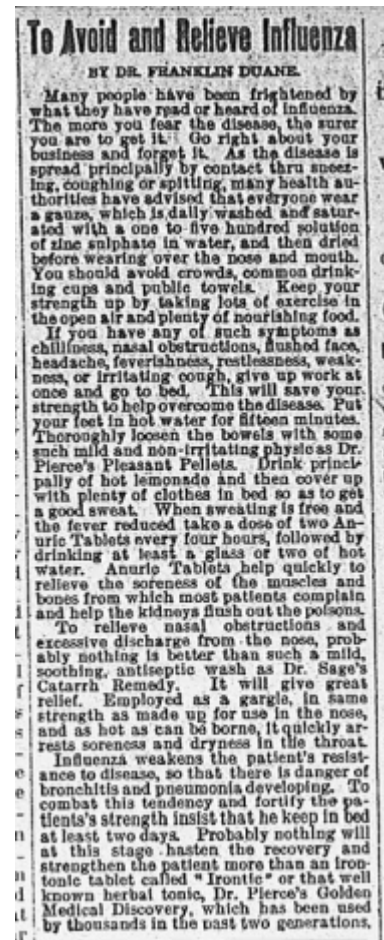 To Avoid and Relieve Influenza
BY DR. FRANKLIN DUANE.
Many people have been frightened by
what they have read or heard of influenza.
The more you fear the disease, the surer
you are to get it. Go right about your
business and forget it. As the disease is
spread principally by contact thru sneez-
ing, coughing or spitting, many health au-
thorities have advised that everyone wear
a gauze, which is daily washed and satur-
ated with a one to five hundred solution
of zinc sulphate in water, and then dried
before wearing over the nose and mouth.
You should avoid crowds, common drink-
ing cups and public towels. Keep your
strength up by taking lots of exercise in
the open air and plenty of nourishing food.
If you have any of such symptoms as
chilliness, nasal obstructions, flushed face,
headache, feverishness, restlessness, weak-
ness, or irritating cough, give up work at
once and go to bed. This will save your
strength to help overcome the disease. Put
your feet in hot water for fifteen minutes.
Thoroughly loosen the bowels with some
such mild and non-irritating physic as Dr.
Pierce's Pleasant Pellets. Drink princi-
pally of hot lemonade and then cover up
with plenty of clothes in bed so as to get
a good sweat. When sweating is free and
the fever reduced take a dose of two An-
uric Tablets every four hours, followed by
drinking at least a glass or two of hot
water. Anuric Tablets help quickly to
relieve the soreness of the muscles and
bones from which most patients complain
and help the kidneys flush out the poisons.
To relieve nasal obstructions and
excessive discharge from the nose, prob-
ably nothing is better than such a mild,
soothing, antiseptic wash as Dr. Sage's
Catarrh Remedy. It will give great
relief. Employed as a gargle, in same
strength as made up for use in the nose,
and as hot as can be borne, it quickly ar-
rests soreness and dryness in the throat.
Influenza weakens the patient's resist-
ance to disease, so that there is danger of
bronchitis and pneumonia developing. To
combat this tendency and fortify the pa-
tients's strength insist that he keep in bed
at least two days. Probably nothing will
at this stage hasten the recovery and
strengthen the patient more than an iron-
tonic tablet called "Irontic" or that well
known herbal tonic, Dr. Pierce's Golden
Medical Discovery, which has been used
by thousands in the past two generations.